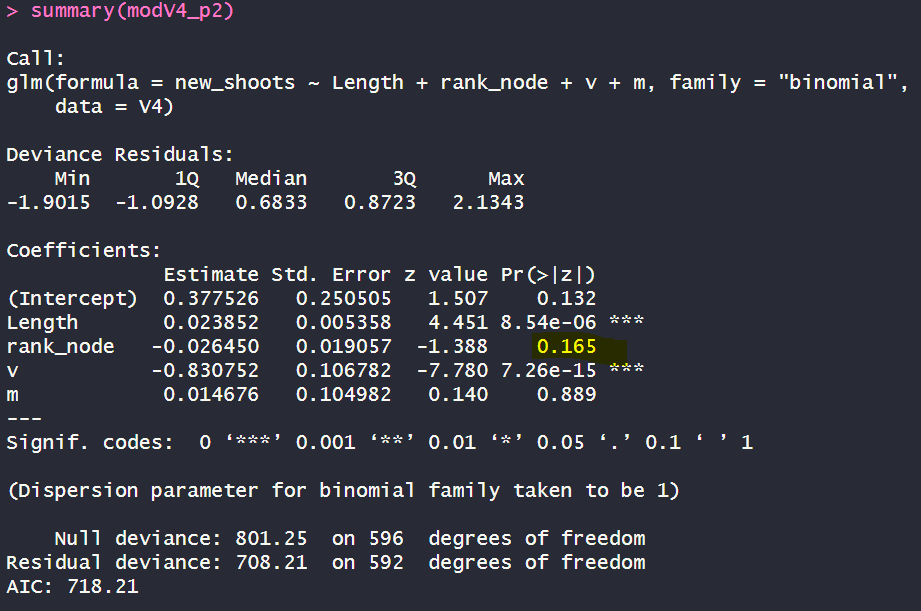 > summary(modV4_p2)
Call:
glm(formula = new_shoots ~ Length + rank_node + v + m, family = "binomial",
    data = V4)
Deviance Residuals:
    Min       1Q   Median       3Q      Max
-1.9015  -1.0928   0.6833   0.8723   2.1343
Coefficients:
             Estimate Std. Error z value Pr(>|z|)
(Intercept)  0.377526   0.250505   1.507    0.132
Length       0.023852   0.005358   4.451 8.54e-06 ***
rank_node   -0.026450   0.019057  -1.388    0.165
v           -0.830752   0.106782  -7.780 7.26e-15 ***
m            0.014676   0.104982   0.140    0.889
---
Signif. codes:  0 ‘***’ 0.001 ‘**’ 0.01 ‘*’ 0.05 ‘.’ 0.1 ‘ ’ 1
(Dispersion parameter for binomial family taken to be 1)
    Null deviance: 801.25  on 596  degrees of freedom
Residual deviance: 708.21  on 592  degrees of freedom
AIC: 718.21